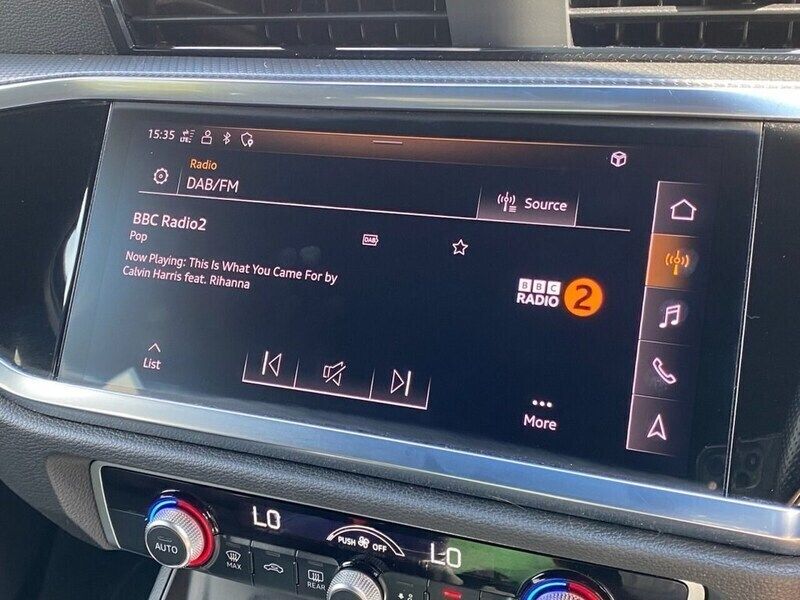 15:35
Radio
DAB/FM
Source
BBC Radio2
Pop
DAB
Now Playing: This Is What You Came For by
Calvin Harris feat. Rihanna
BBC
RADIO 2
List
More
LO
LO
AUTO
PUSH OFF
MAX
REAR